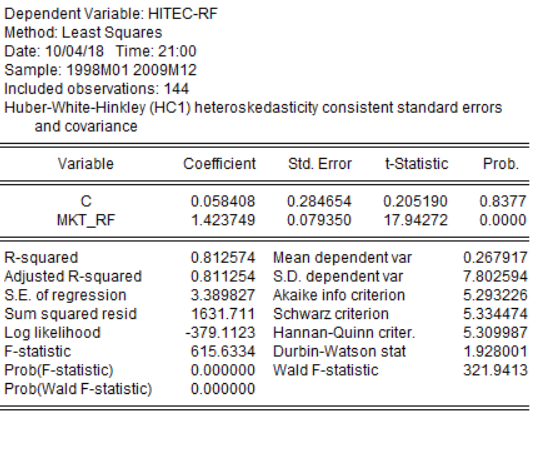 Dependent Variable: HITEC-RF
Method: Least Squares
Date: 10/04/18 Time: 21:00
Sample: 1998M01 2009M12
Included observations: 144
Huber-White-Hinkley (HC1) heteroskedasticity consistent standard errors
and covariance
Variable Coefficient Std. Error t-Statistic Prob.
C 0.058408 0.284654 0.205190 0.8377
MKT_RF 1.423749 0.079350 17.94272 0.0000
R-squared 0.812574 Mean dependent var 0.267917
Adjusted R-squared 0.811254 S.D. dependent var 7.802594
S.E. of regression 3.389827 Akaike info criterion 5.293226
Sum squared resid 1631.711 Schwarz criterion 5.334474
Log likelihood -379.1123 Hannan-Quinn criter. 5.309987
F-statistic 615.6334 Durbin-Watson stat 1.928001
Prob(F-statistic) 0.000000 Wald F-statistic 321.9413
Prob(Wald F-statistic) 0.000000